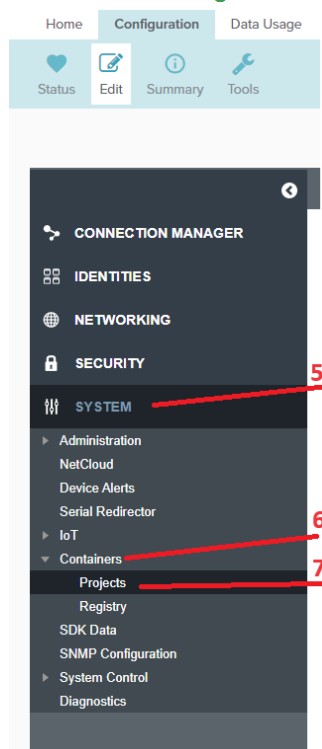 Home Configuration Data Usage
Status Edit Summary Tools
CONNECTION MANAGER
IDENTITIES
NETWORKING
SECURITY
5
SYSTEM
Administration
NetCloud
Device Alerts
Serial Redirector
6
IoT
Containers
7
Projects
Registry
SDK Data
SNMP Configuration
System Control
Diagnostics